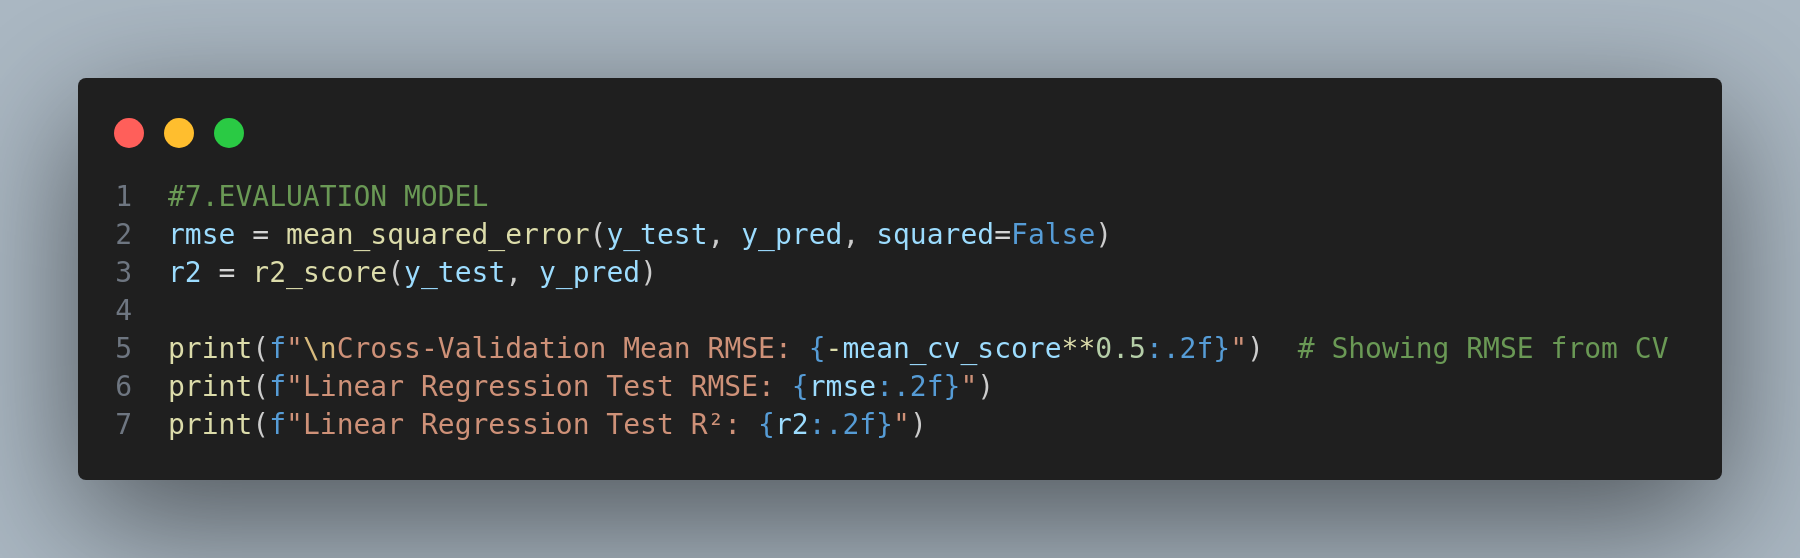 1 #7.EVALUATION MODEL
2 rmse = mean_squared_error(y_test, y_pred, squared=False)
3 r2 = r2_score(y_test, y_pred)
4
5 print(f"\nCross-Validation Mean RMSE: {-mean_cv_score**0.5:.2f}")  # Showing RMSE from CV
6 print(f"Linear Regression Test RMSE: {rmse:.2f}")
7 print(f"Linear Regression Test R²: {r2:.2f}")